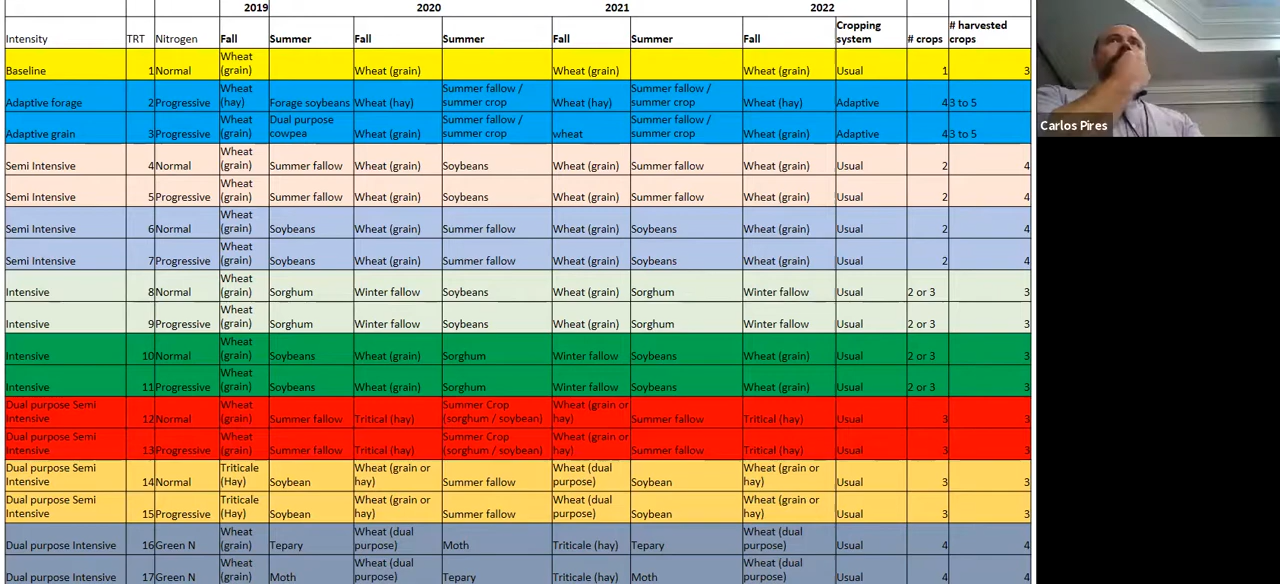 2019 2020 2021 2022
Intensity TRT Nitrogen Fall Summer Fall Summer Fall Summer Fall Cropping system # crops # harvested crops
Baseline 1 Normal Wheat (grain) Wheat (grain) Wheat (grain) Wheat (grain) Usual 1 3
Adaptive forage 2 Progressive Wheat (hay) Forage soybeans Wheat (hay) Summer fallow / summer crop Wheat (hay) Summer fallow / summer crop Wheat (hay) Adaptive 4 3 to 5
Adaptive grain 3 Progressive Wheat (grain) Dual purpose cowpea Wheat (grain) Summer fallow / summer crop wheat Summer fallow / summer crop Wheat (grain) Adaptive 4 3 to 5
Semi Intensive 4 Normal Wheat (grain) Summer fallow Wheat (grain) Soybeans Wheat (grain) Summer fallow Wheat (grain) Usual 2 4
Semi Intensive 5 Progressive Wheat (grain) Summer fallow Wheat (grain) Soybeans Wheat (grain) Summer fallow Wheat (grain) Usual 2 4
Semi Intensive 6 Normal Wheat (grain) Soybeans Wheat (grain) Summer fallow Wheat (grain) Soybeans Wheat (grain) Usual 2 4
Semi Intensive 7 Progressive Wheat (grain) Soybeans Wheat (grain) Summer fallow Wheat (grain) Soybeans Wheat (grain) Usual 2 4
Intensive 8 Normal Wheat (grain) Sorghum Winter fallow Soybeans Wheat (grain) Sorghum Winter fallow Usual 2 or 3 3
Intensive 9 Progressive Wheat (grain) Sorghum Winter fallow Soybeans Wheat (grain) Sorghum Winter fallow Usual 2 or 3 3
Intensive 10 Normal Wheat (grain) Soybeans Wheat (grain) Sorghum Winter fallow Soybeans Wheat (grain) Usual 2 or 3 3
Intensive 11 Progressive Wheat (grain) Soybeans Wheat (grain) Sorghum Winter fallow Soybeans Wheat (grain) Usual 2 or 3 3
Dual purpose Semi Intensive 12 Normal Wheat (grain) Summer fallow Tritical (hay) Summer Crop (sorghum / soybean) Wheat (grain or hay) Summer fallow Tritical (hay) Usual 3 3
Dual purpose Semi Intensive 13 Progressive Wheat (grain) Summer fallow Tritical (hay) Summer Crop (sorghum / soybean) Wheat (grain or hay) Summer fallow Tritical (hay) Usual 3 3
Dual purpose Semi Intensive 14 Normal Triticale (Hay) Soybean Wheat (grain or hay) Summer fallow Wheat (dual purpose) Soybean Wheat (grain or hay) Usual 3 3
Dual purpose Semi Intensive 15 Progressive Triticale (Hay) Soybean Wheat (grain or hay) Summer fallow Wheat (dual purpose) Soybean Wheat (grain or hay) Usual 3 3
Dual purpose Intensive 16 Green N Wheat (grain) Tepary Wheat (dual purpose) Moth Triticale (hay) Tepary Wheat (dual purpose) Usual 4 4
Dual purpose Intensive 17 Green N Wheat (grain) Moth Wheat (dual purpose) Tepary Triticale (hay) Moth Wheat (dual purpose) Usual 4 4
Carlos Pires